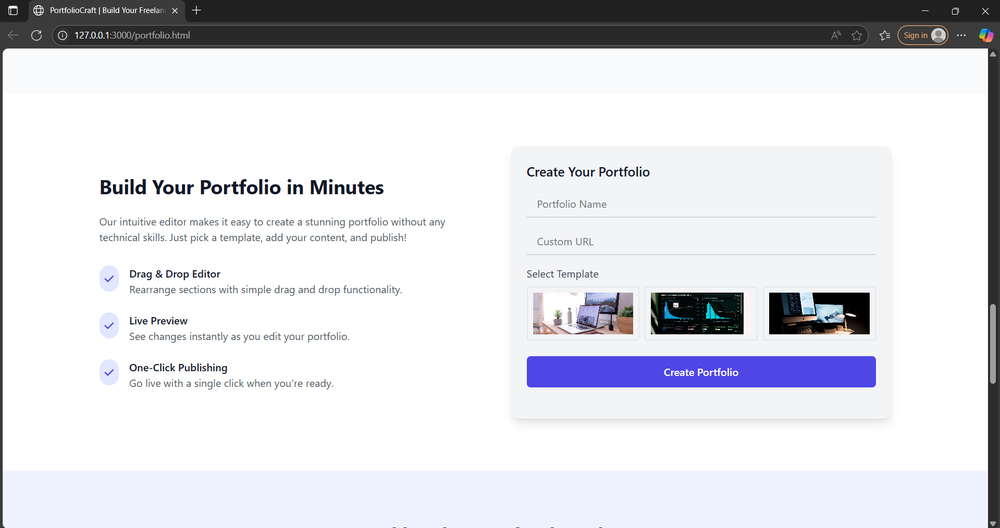 PortfolioCraft | Build Your Freelan
127.0.0.1:3000/portfolio.html
Sign in
Build Your Portfolio in Minutes
Our intuitive editor makes it easy to create a stunning portfolio without any
technical skills. Just pick a template, add your content, and publish!
Drag & Drop Editor
Rearrange sections with simple drag and drop functionality.
Live Preview
See changes instantly as you edit your portfolio.
One-Click Publishing
Go live with a single click when you're ready.
Create Your Portfolio
Portfolio Name
Custom URL
Select Template
Create Portfolio